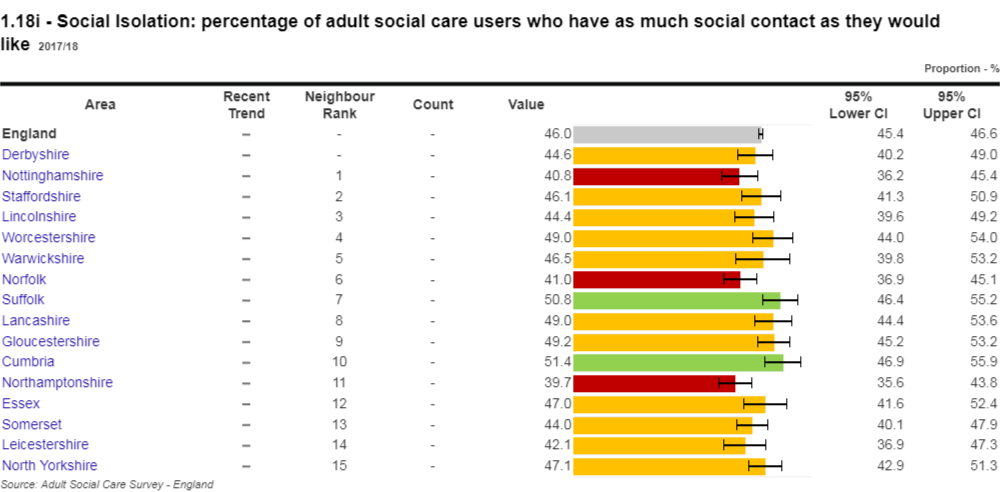 1.18i - Social Isolation: percentage of adult social care users who have as much social contact as they would
like 2017/18
Proportion - %
Area Recent Trend Neighbour Rank Count Value 95% Lower CI 95% Upper CI
England – - - 46.0 45.4 46.6
Derbyshire – - - 44.6 40.2 49.0
Nottinghamshire – 1 - 40.8 36.2 45.4
Staffordshire – 2 - 46.1 41.3 50.9
Lincolnshire – 3 - 44.4 39.6 49.2
Worcestershire – 4 - 49.0 44.0 54.0
Warwickshire – 5 - 46.5 39.8 53.2
Norfolk – 6 - 41.0 36.9 45.1
Suffolk – 7 - 50.8 46.4 55.2
Lancashire – 8 - 49.0 44.4 53.6
Gloucestershire – 9 - 49.2 45.2 53.2
Cumbria – 10 - 51.4 46.9 55.9
Northamptonshire – 11 - 39.7 35.6 43.8
Essex – 12 - 47.0 41.6 52.4
Somerset – 13 - 44.0 40.1 47.9
Leicestershire – 14 - 42.1 36.9 47.3
North Yorkshire – 15 - 47.1 42.9 51.3
Source: Adult Social Care Survey - England